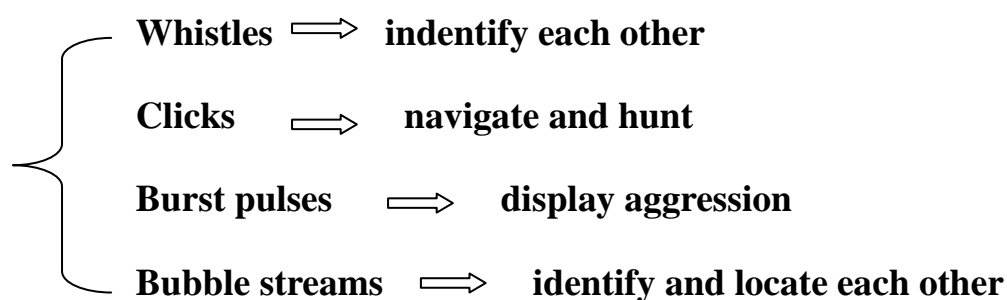 Whistles ⇒ indentify each other
Clicks ⇒ navigate and hunt
Burst pulses ⇒ display aggression
Bubble streams ⇒ identify and locate each other